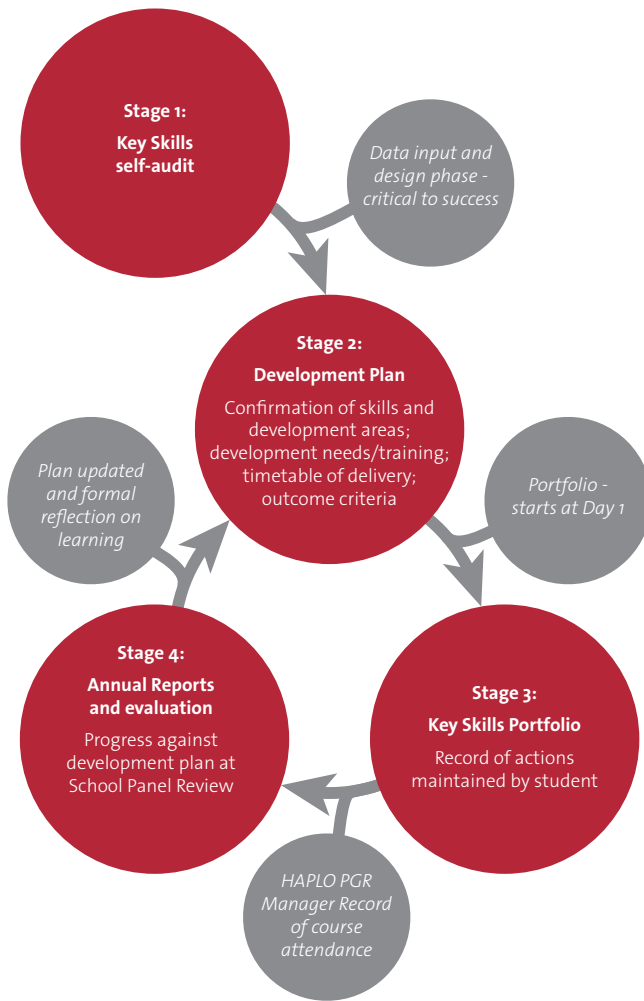 Stage 1:
Key Skills
self-audit
Data input and
design phase -
critical to success
Stage 2:
Development Plan
Confirmation of skills and
development areas;
development needs/training;
timetable of delivery;
outcome criteria
Plan updated
and formal
reflection on
learning
Portfolio -
starts at Day 1
Stage 4:
Annual Reports
and evaluation
Progress against
development plan at
School Panel Review
Stage 3:
Key Skills Portfolio
Record of actions
maintained by student
HAPLO PGR
Manager Record
of course
attendance